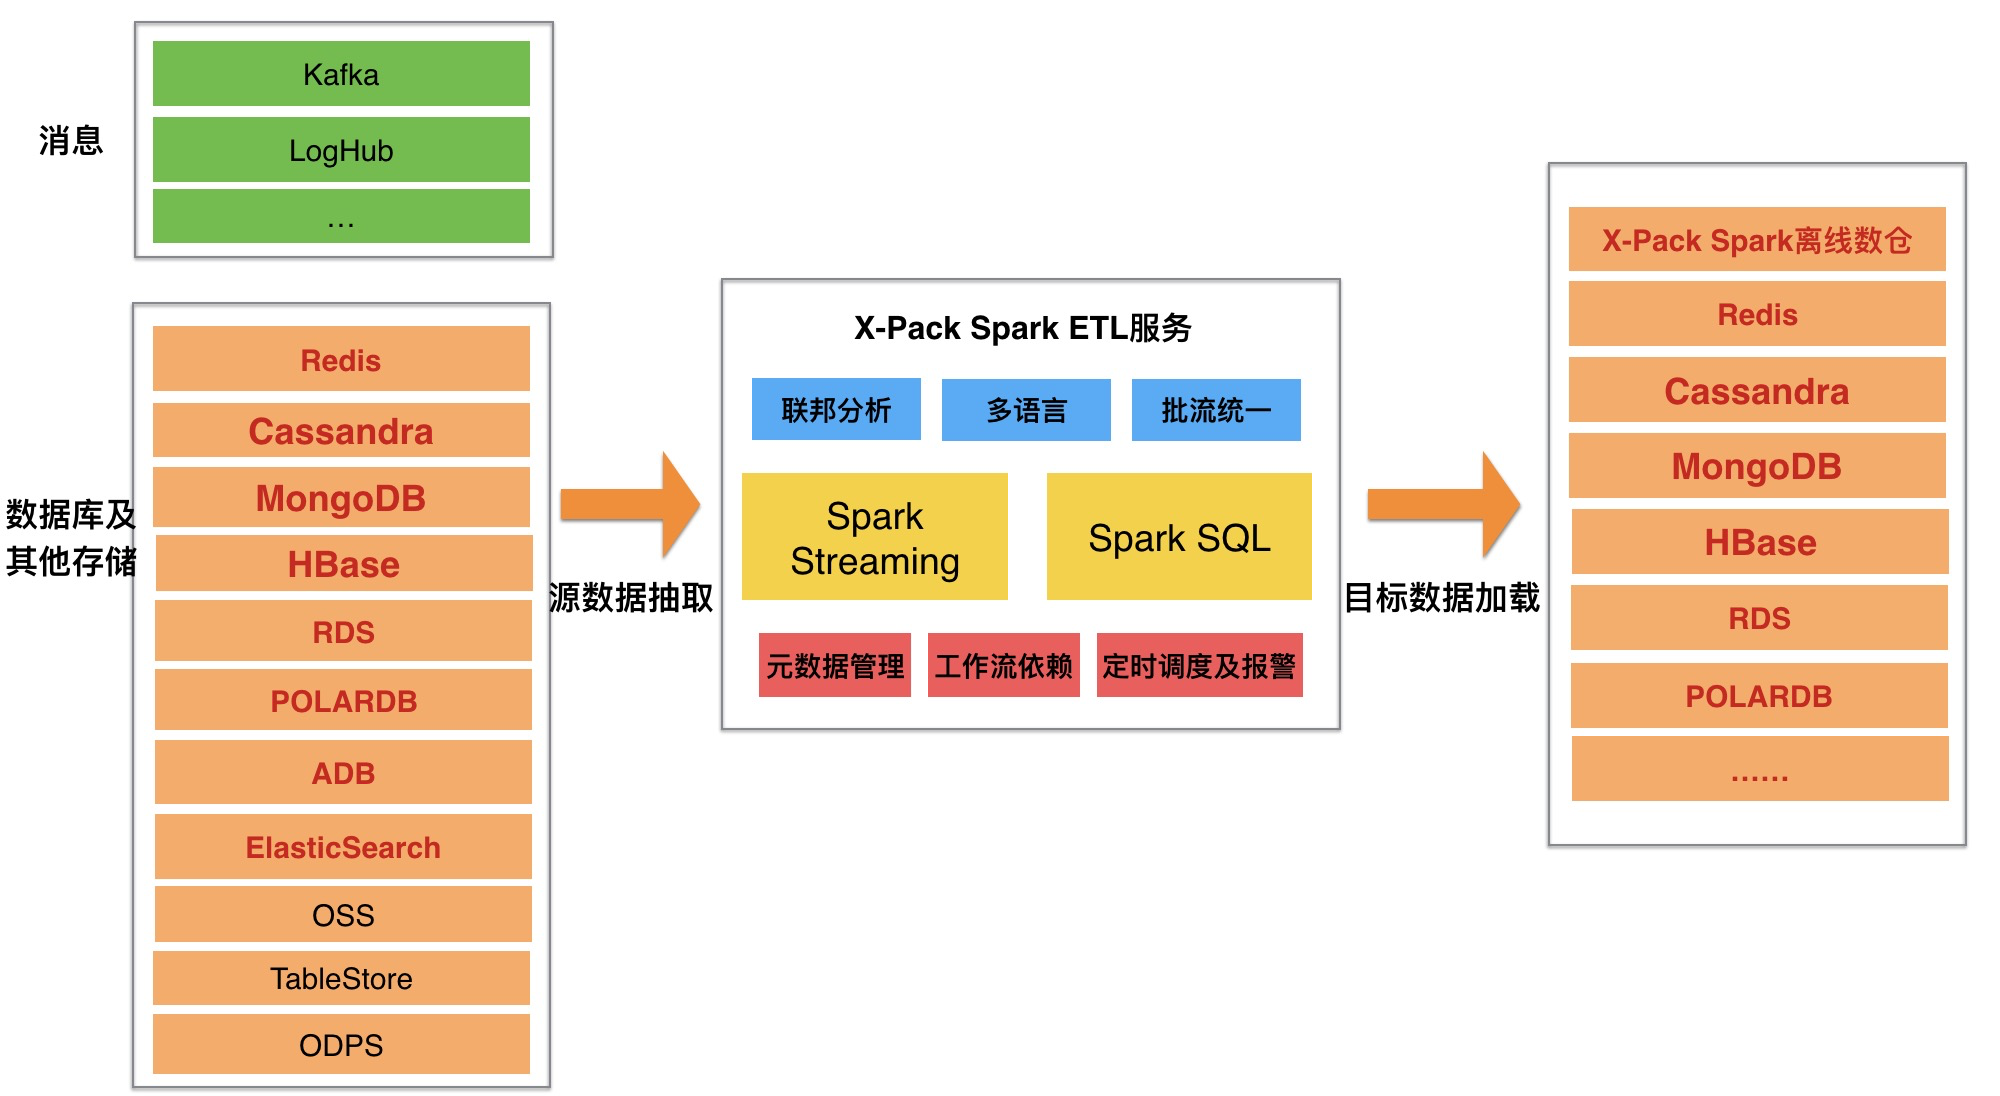 消息
Kafka
LogHub
…
数据库及
其他存储
Redis
Cassandra
MongoDB
HBase
RDS
POLARDB
ADB
ElasticSearch
OSS
TableStore
ODPS
源数据抽取
X-Pack Spark ETL服务
联邦分析
多语言
批流统一
Spark
Streaming
Spark SQL
元数据管理
工作流依赖
定时调度及报警
目标数据加载
X-Pack Spark离线数仓
Redis
Cassandra
MongoDB
HBase
RDS
POLARDB
……